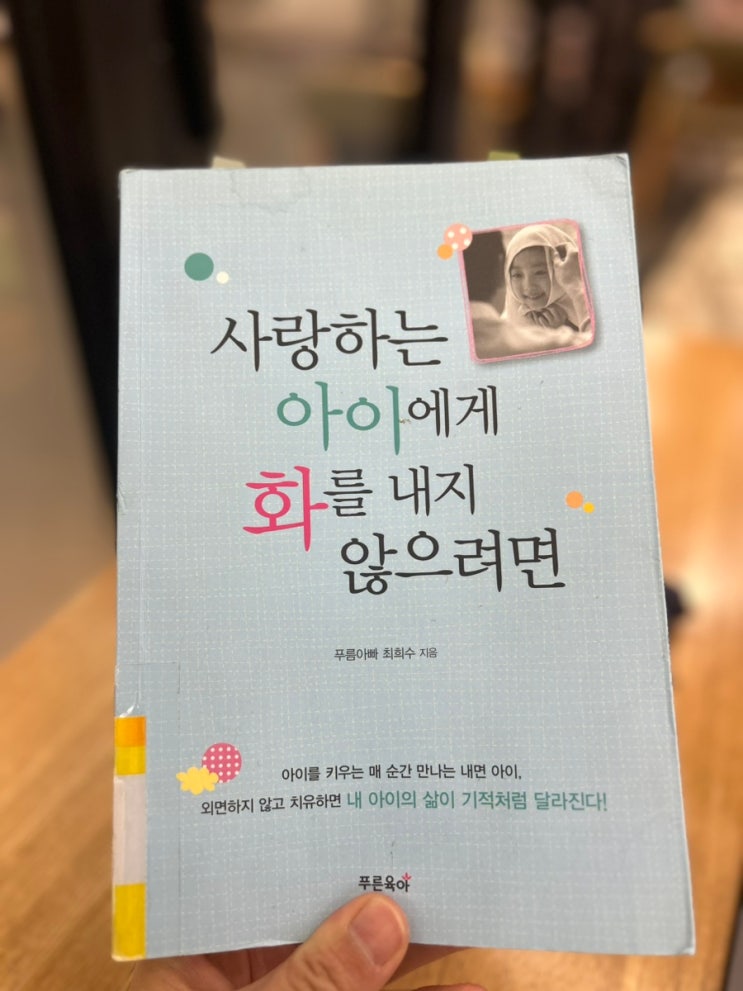 사랑하는
아이에게
화를 내지
않으려면
푸름아빠 최희수 지음
아이를 키우는 매 순간 만나는 내면 아이,
외면하지 않고 치유하면 내 아이의 삶이 기적처럼 달라진다!
푸른육아